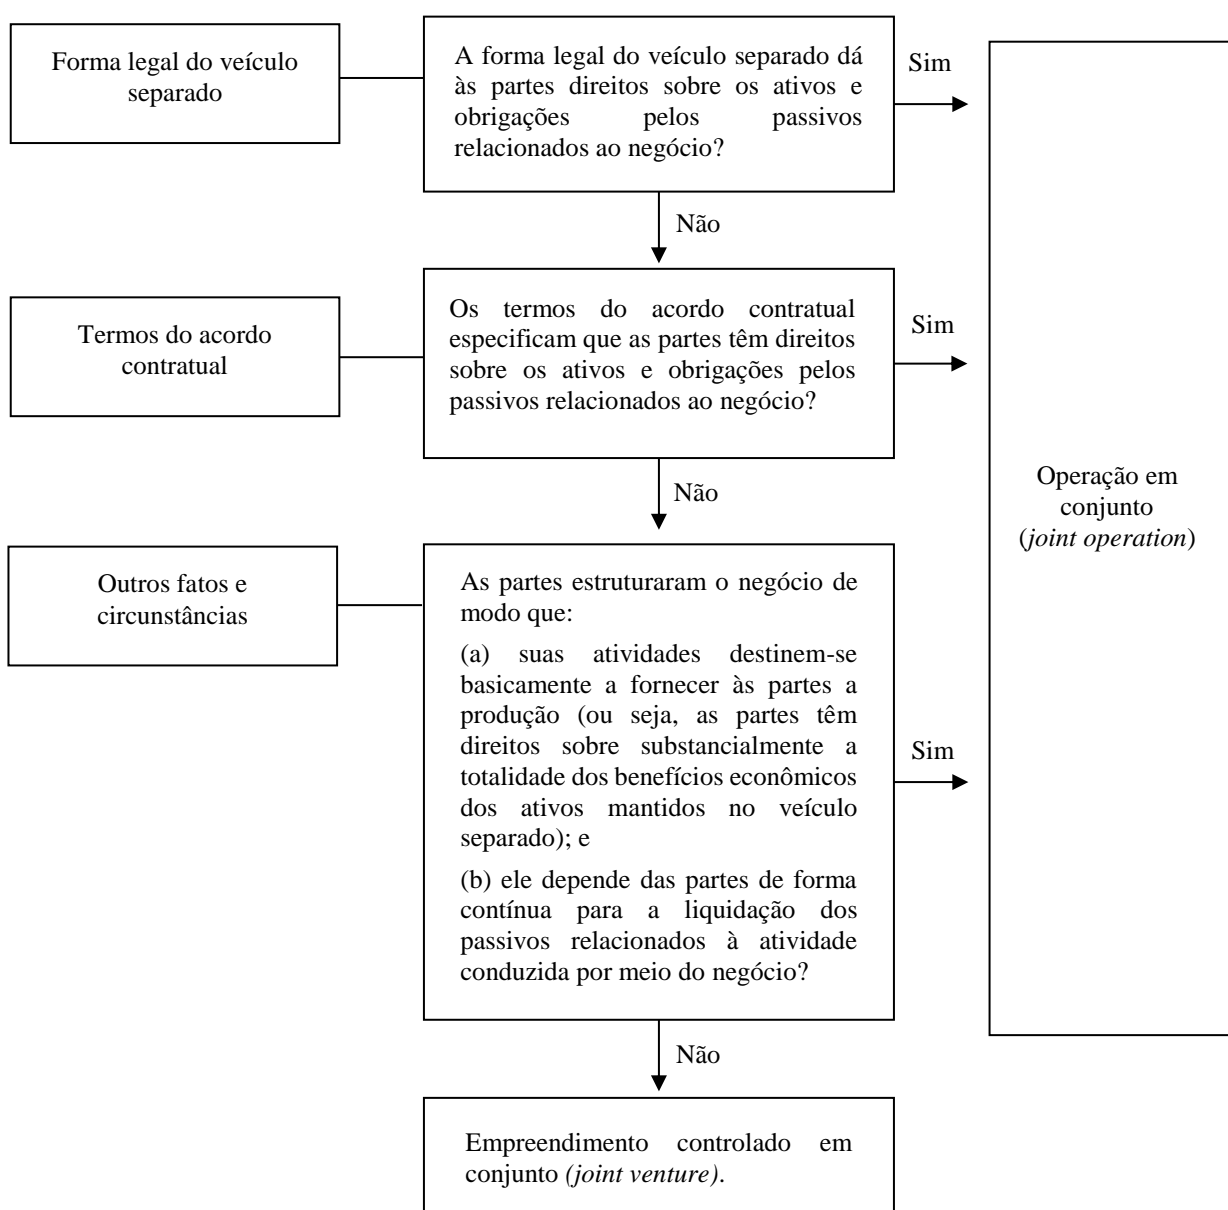 Forma legal do veículo
separado
A forma legal do veículo separado dá
às partes direitos sobre os ativos e
obrigações pelos passivos
relacionados ao negócio?
Sim
Não
Termos do acordo
contratual
Os termos do acordo contratual
especificam que as partes têm direitos
sobre os ativos e obrigações pelos
passivos relacionados ao negócio?
Sim
Não
Operação em
conjunto
(joint operation)
Outros fatos e
circunstâncias
As partes estruturaram o negócio de
modo que:
(a) suas atividades destinem-se
basicamente a fornecer às partes a
produção (ou seja, as partes têm
direitos sobre substancialmente a
totalidade dos benefícios econômicos
dos ativos mantidos no veículo
separado); e
(b) ele depende das partes de forma
contínua para a liquidação dos
passivos relacionados à atividade
conduzida por meio do negócio?
Sim
Não
Empreendimento controlado em
conjunto (joint venture).